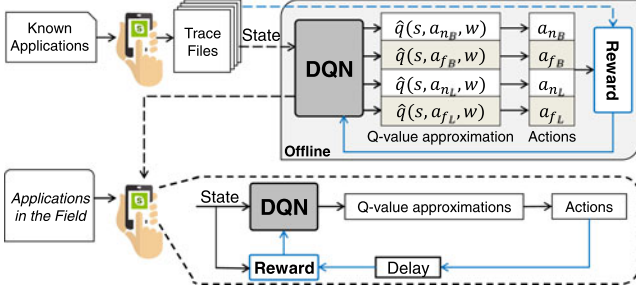 Known
Applications
Trace
Files
State
DQN
q̂(s, a_{n_B}, w)
q̂(s, a_{f_B}, w)
q̂(s, a_{n_L}, w)
q̂(s, a_{f_L}, w)
a_{n_B}
a_{f_B}
a_{n_L}
a_{f_L}
Reward
Q-value approximation
Actions
Offline
Applications
in the Field
State
DQN
Q-value approximations
Actions
Reward
Delay